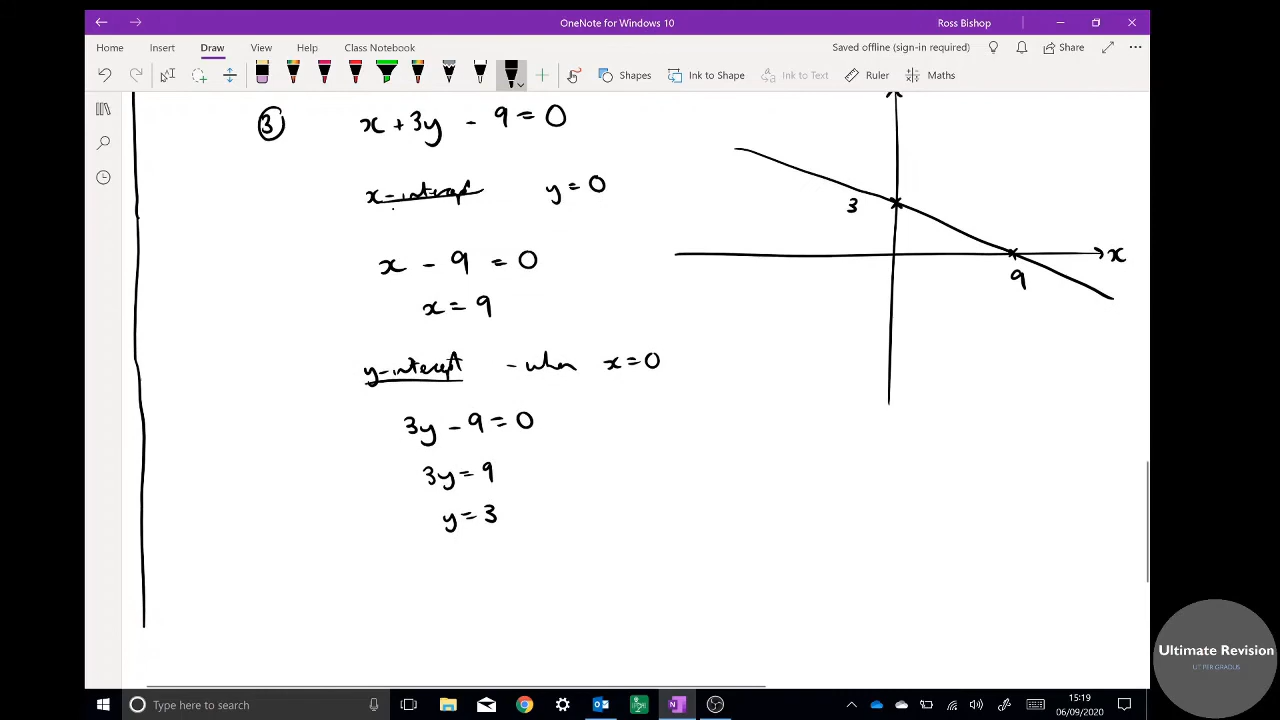 OneNote for Windows 10
Ross Bishop
Home Insert Draw View Help Class Notebook
Saved offline (sign-in required) Share
Shapes Ink to Shape Ink to Text Ruler Maths
3 x + 3y - 9 = 0
x-intercept y = 0
x - 9 = 0
x = 9
y-intercept - when x = 0
3y - 9 = 0
3y = 9
y = 3
3
x
9
Ultimate Revision
UT PER GRADUS
Type here to search
15:19
06/09/2020